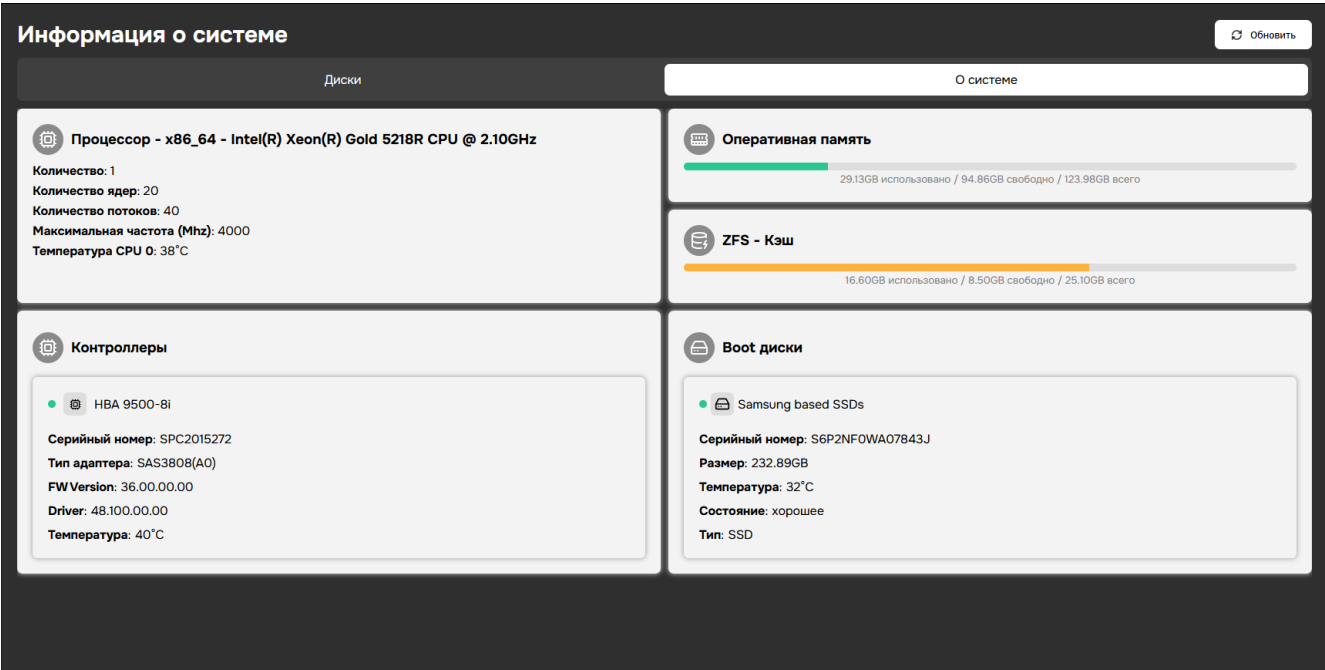 Информация о системе
Обновить
Диски
О системе
Процессор - x86_64 - Intel(R) Xeon(R) Gold 5218R CPU @ 2.10GHz
Количество: 1
Количество ядер: 20
Количество потоков: 40
Максимальная частота (Mhz): 4000
Температура CPU 0: 38°C
Оперативная память
29.13GB использовано / 94.86GB свободно / 123.98GB всего
ZFS - Кэш
16.60GB использовано / 8.50GB свободно / 25.10GB всего
Контроллеры
HBA 9500-8i
Серийный номер: SPC2015272
Тип адаптера: SAS3808(A0)
FW Version: 36.00.00.00
Driver: 48.100.00.00
Температура: 40°C
Boot диски
Samsung based SSDs
Серийный номер: S6P2NF0WA07843J
Размер: 232.89GB
Температура: 32°C
Состояние: хорошее
Тип: SSD